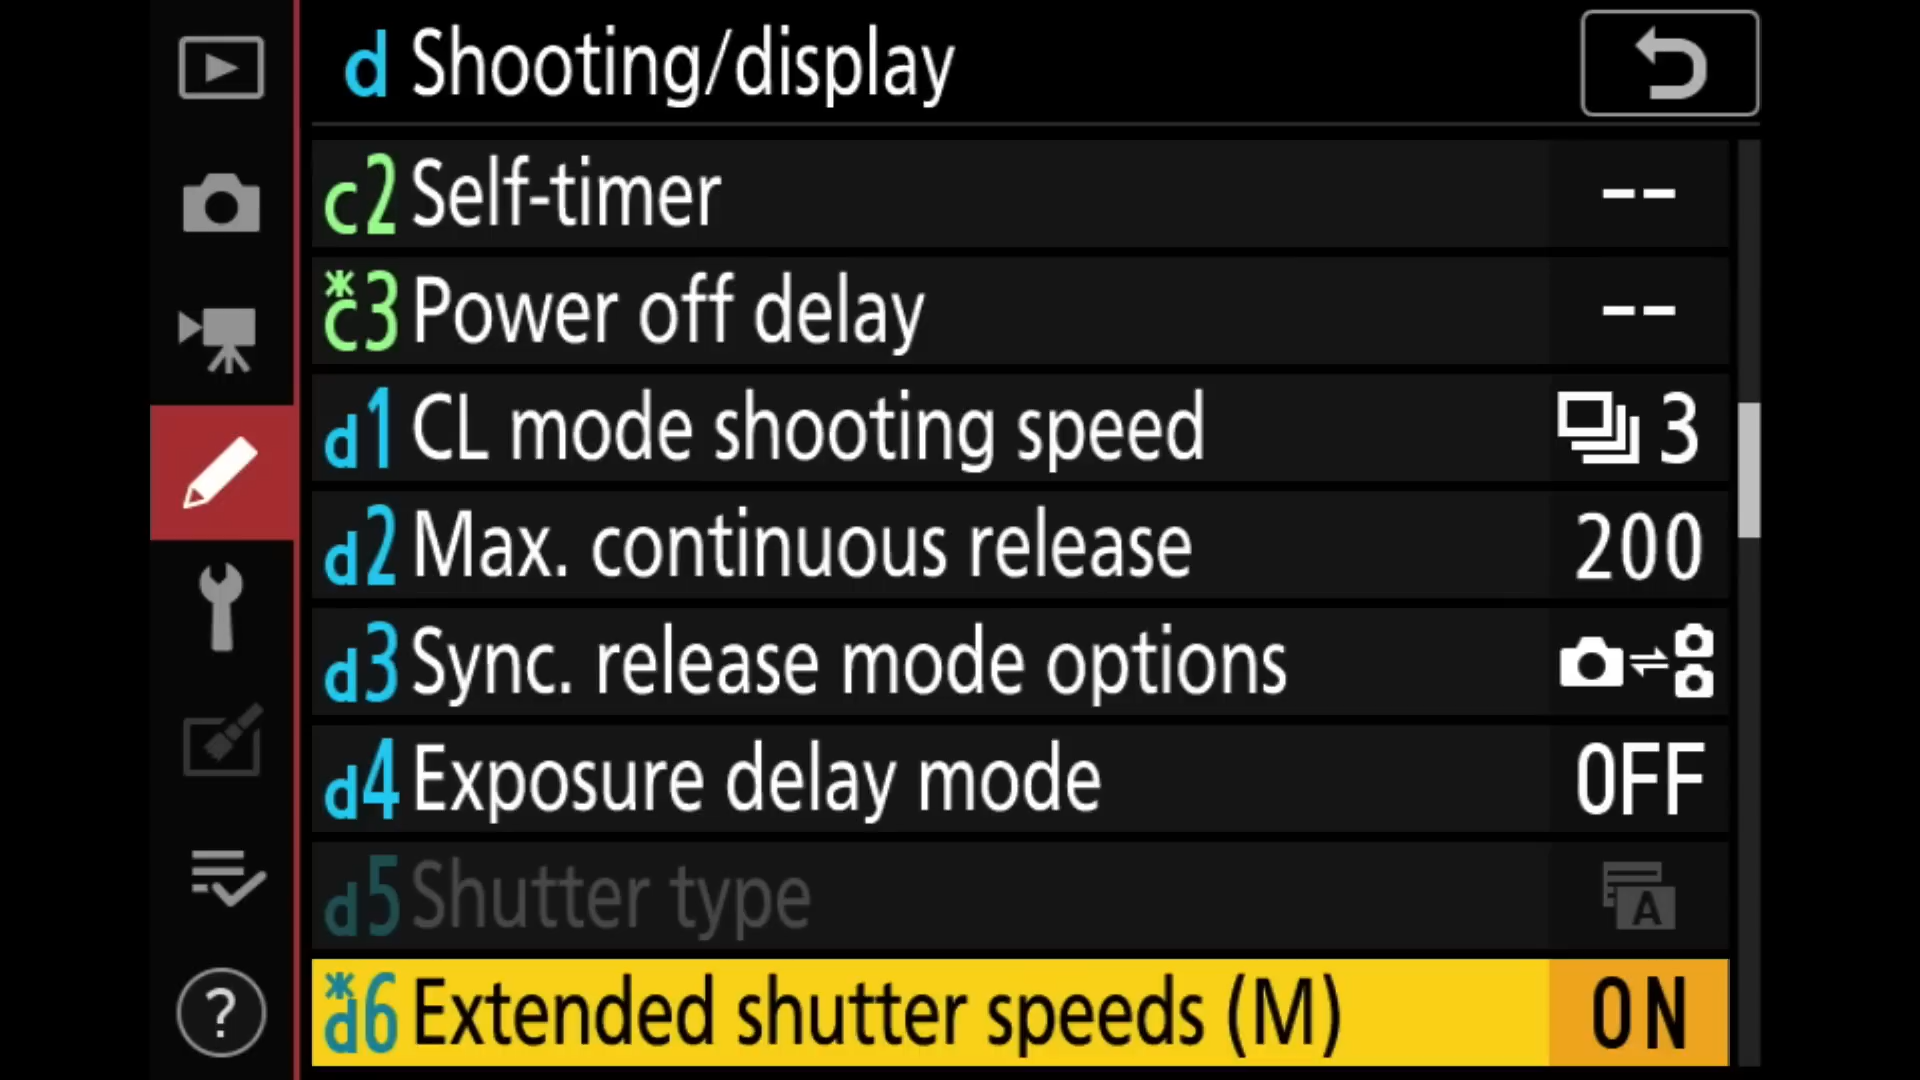 d Shooting/display
c2 Self-timer --
*c3 Power off delay --
d1 CL mode shooting speed 3
d2 Max. continuous release 200
d3 Sync. release mode options
d4 Exposure delay mode OFF
d5 Shutter type A
*d6 Extended shutter speeds (M) ON
?